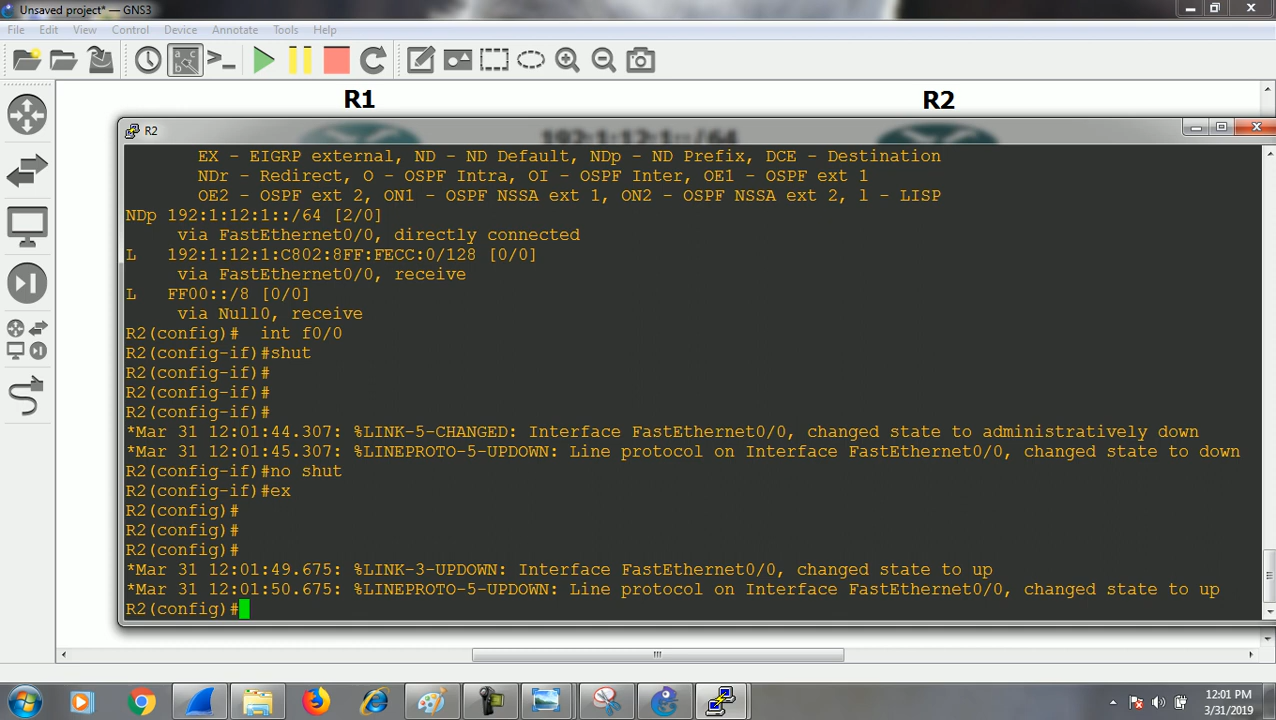 Unsaved project* — GNS3
File Edit View Control Device Annotate Tools Help
R1 R2
192:1:12:1::/64
R2
EX - EIGRP external, ND - ND Default, NDp - ND Prefix, DCE - Destination
NDr - Redirect, O - OSPF Intra, OI - OSPF Inter, OE1 - OSPF ext 1
OE2 - OSPF ext 2, ON1 - OSPF NSSA ext 1, ON2 - OSPF NSSA ext 2, l - LISP
NDp 192:1:12:1::/64 [2/0]
via FastEthernet0/0, directly connected
L 192:1:12:1:C802:8FF:FECC:0/128 [0/0]
via FastEthernet0/0, receive
L FF00::/8 [0/0]
via Null0, receive
R2(config)# int f0/0
R2(config-if)#shut
R2(config-if)#
R2(config-if)#
R2(config-if)#
*Mar 31 12:01:44.307: %LINK-5-CHANGED: Interface FastEthernet0/0, changed state to administratively down
*Mar 31 12:01:45.307: %LINEPROTO-5-UPDOWN: Line protocol on Interface FastEthernet0/0, changed state to down
R2(config-if)#no shut
R2(config-if)#ex
R2(config)#
R2(config)#
R2(config)#
*Mar 31 12:01:49.675: %LINK-3-UPDOWN: Interface FastEthernet0/0, changed state to up
*Mar 31 12:01:50.675: %LINEPROTO-5-UPDOWN: Line protocol on Interface FastEthernet0/0, changed state to up
R2(config)#
12:01 PM
3/31/2019